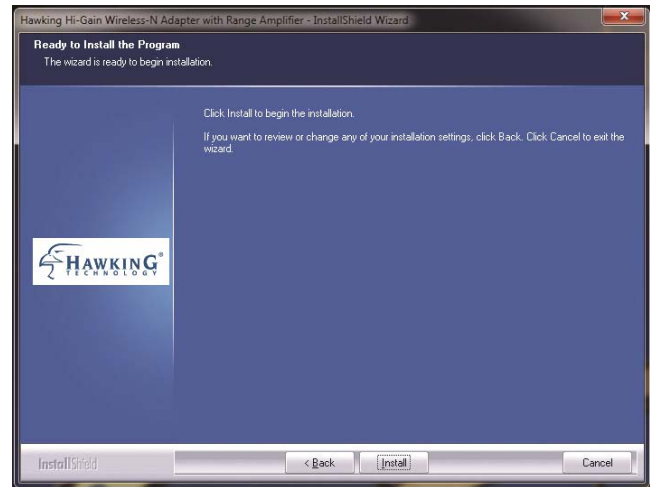 Hawking Hi-Gain Wireless-N Adapter with Range Amplifier - InstallShield Wizard
Ready to Install the Program
The wizard is ready to begin installation.
Click Install to begin the installation.
If you want to review or change any of your installation settings, click Back. Click Cancel to exit the
wizard.
HAWKING®
TECHNOLOGY
InstallShield
< Back
Install
Cancel